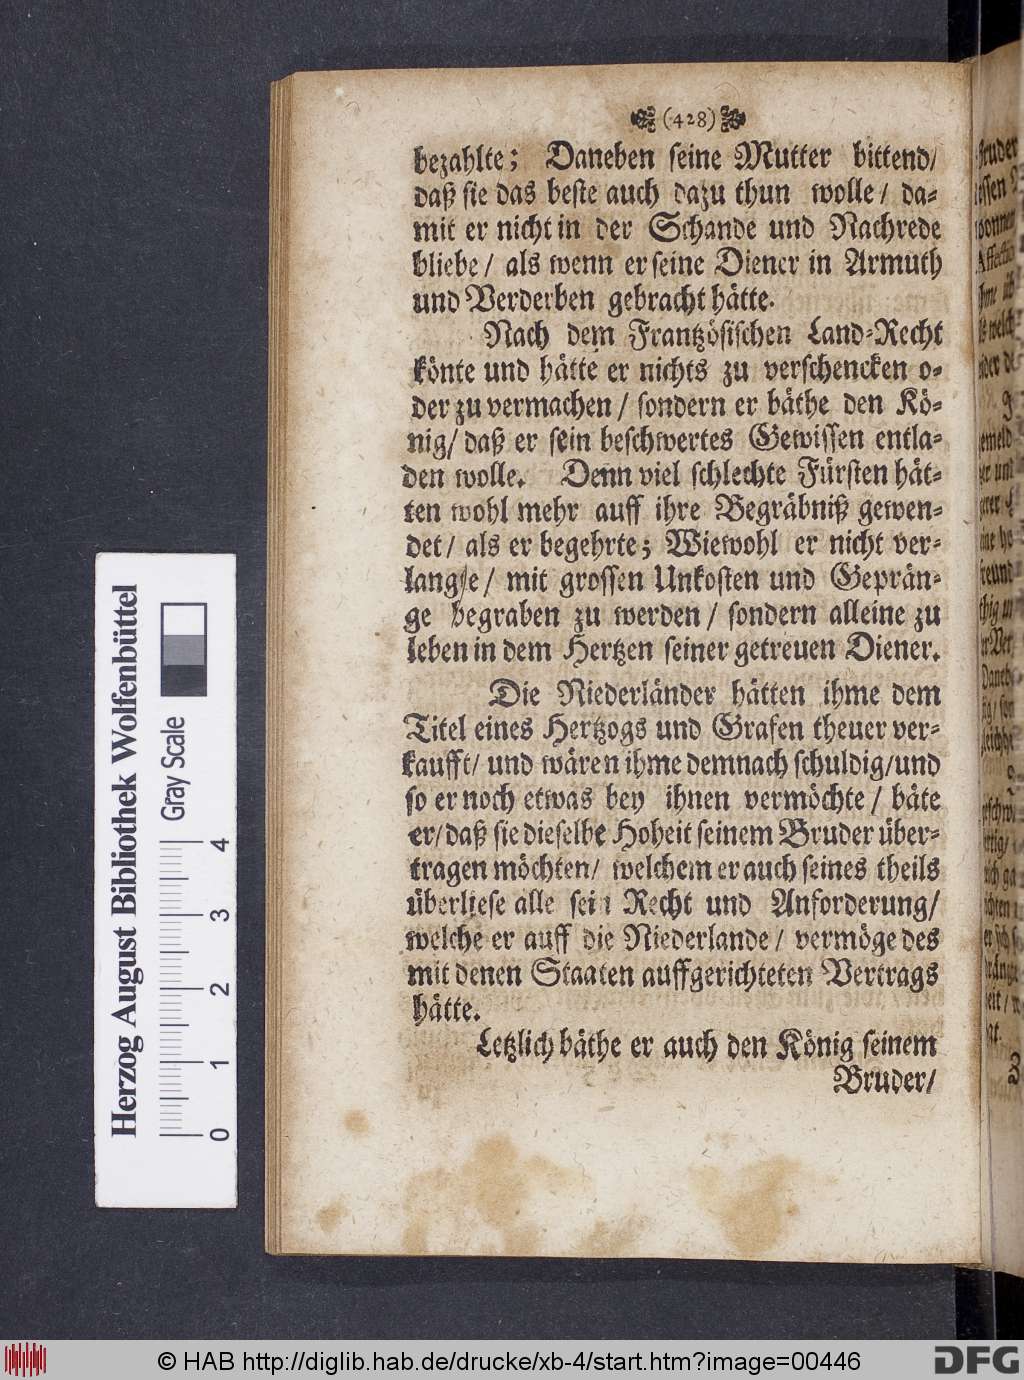 (428)
bezahlte; Daneben seine Mutter bittend/
daß sie das beste auch dazu thun wolle/ da-
mit er nicht in der Schande und Nachrede
bliebe/ als wenn er seine Diener in Armuth
und Verderben gebracht hätte.
Nach dem Frantzösischen Land-Recht
könte und hätte er nichts zu verschencken o-
der zu vermachen/ sondern er bäthe den Kö-
nig/ daß er sein beschwertes Gewissen entla-
den wolle. Denn viel schlechte Fürsten hät-
ten wohl mehr auff ihre Begräbniß gewen-
det/ als er begehrte; Wiewohl er nicht ver-
langte/ mit grossen Unkosten und Geprän-
ge begraben zu werden/ sondern alleine zu
leben in dem Hertzen seiner getreuen Diener.
Die Niederländer hätten ihme dem
Titel eines Hertzogs und Grafen theuer ver-
kaufft/ und wären ihme demnach schuldig/und
so er noch etwas bey ihnen vermöchte/ bäte
er/daß sie dieselbe Hoheit seinem Bruder über-
tragen möchten/ welchem er auch seines theils
überliese alle sein Recht und Anforderung/
welche er auff die Niederlande/ vermöge des
mit denen Staaten auffgerichteten Vertrags
hätte.
Letzlich bäthe er auch den König seinem
Bruder/
Herzog August Bibliothek Wolfenbüttel
Gray Scale
0 1 2 3 4
© HAB http://diglib.hab.de/drucke/xb-4/start.htm?image=00446
DFG